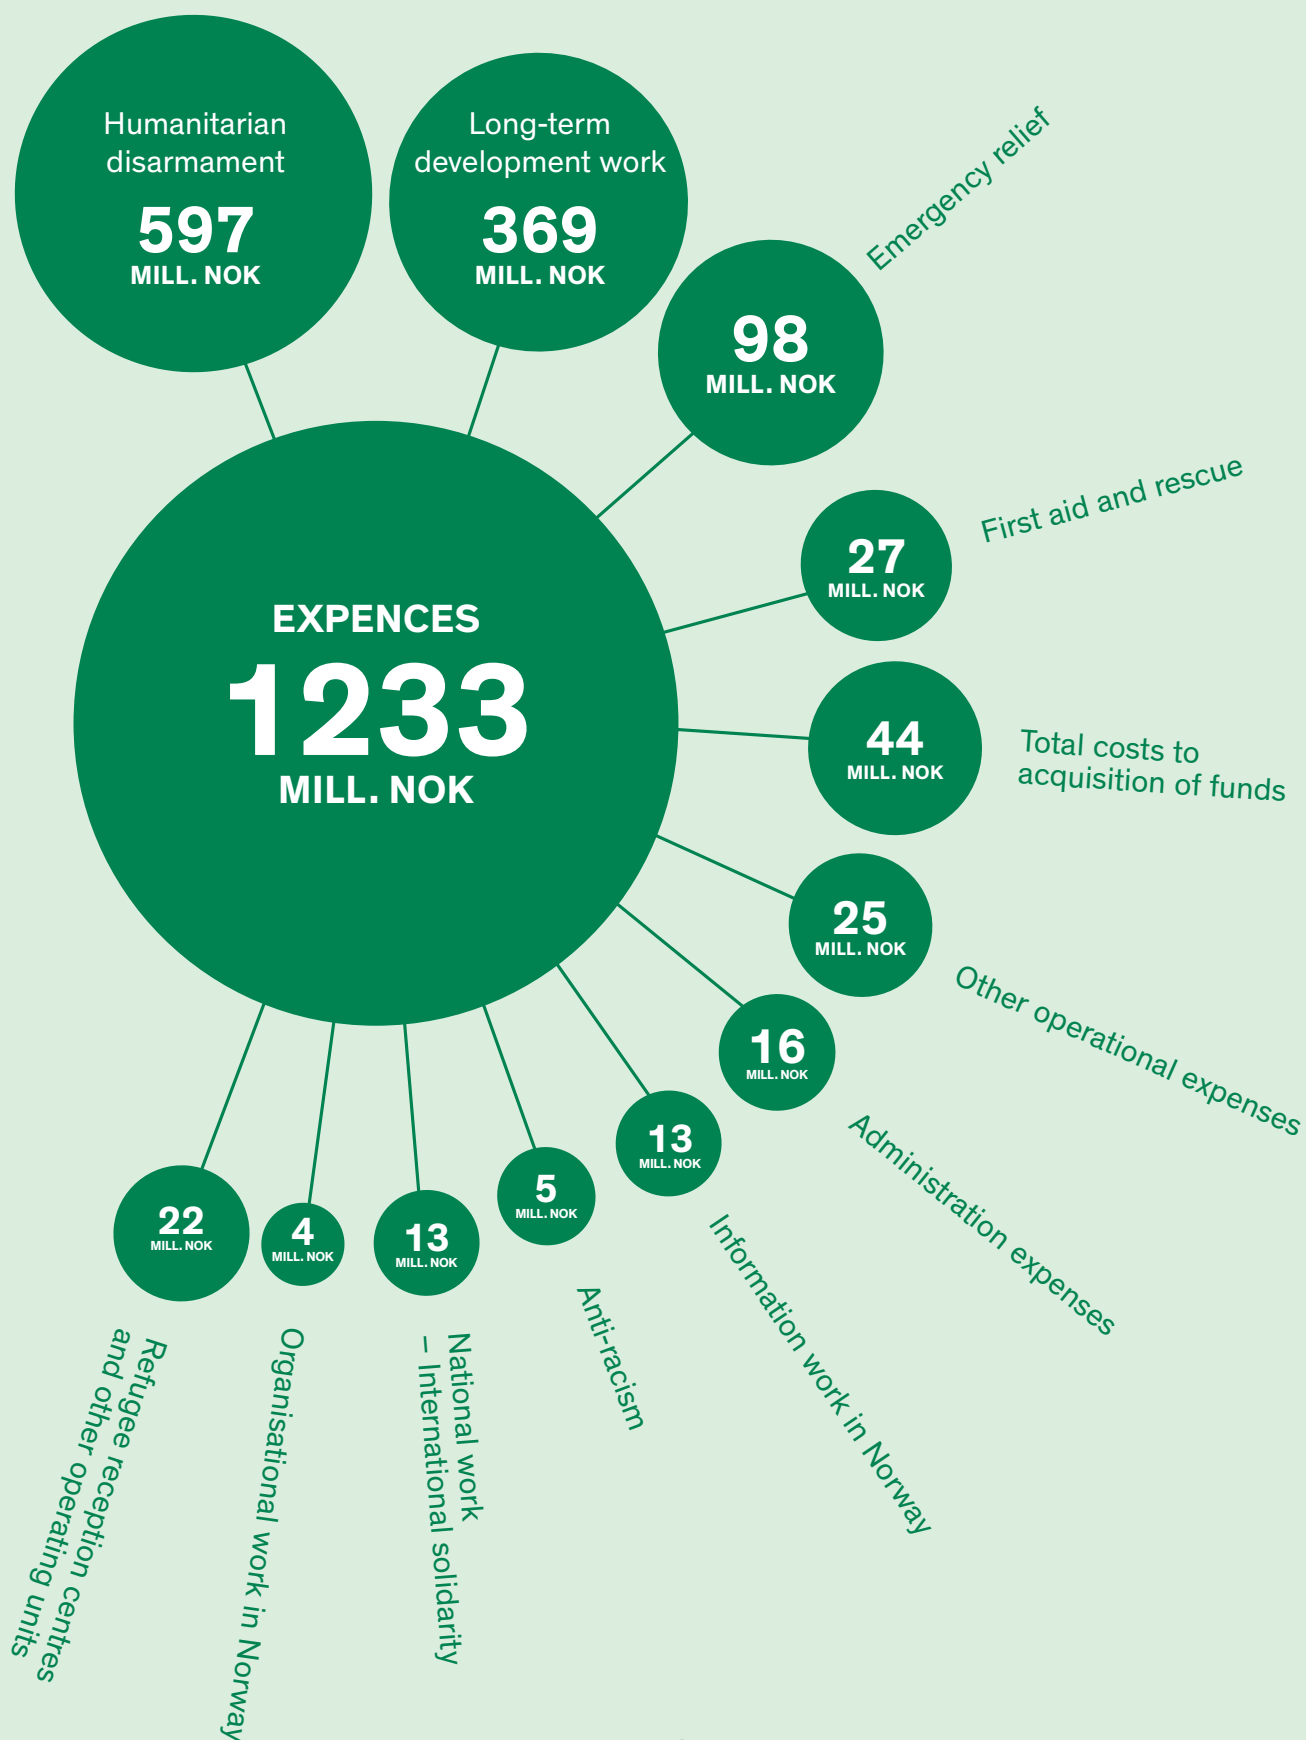 Humanitarian
disarmament
597
MILL. NOK
Long-term
development work
369
MILL. NOK
Emergency relief
98
MILL. NOK
First aid and rescue
27
MILL. NOK
EXPENCES
1233
MILL. NOK
44
MILL. NOK
Total costs to
acquisition of funds
25
MILL. NOK
Other operational expenses
16
MILL. NOK
Administration expenses
13
MILL. NOK
Information work in Norway
5
MILL. NOK
Anti-racism
13
MILL. NOK
National work
– International solidarity
4
MILL. NOK
Organisational work in Norway
22
MILL. NOK
Refugee reception centres
and other operating units